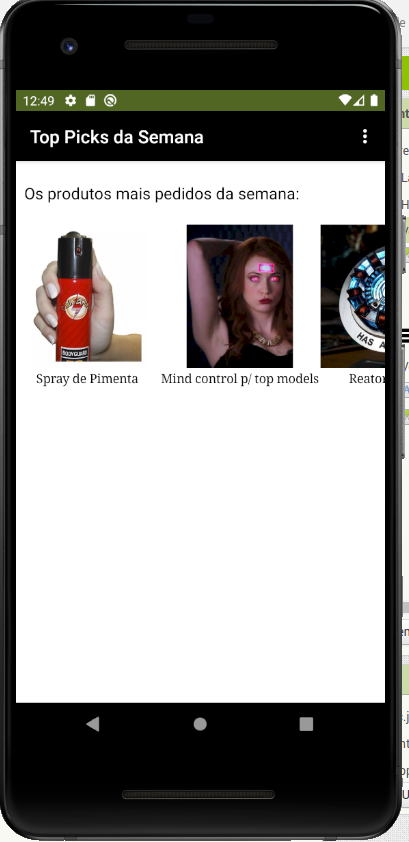 12:49
Top Picks da Semana
Os produtos mais pedidos da semana:
BODYGUARD
HAS A
Spray de Pimenta
Mind control p/ top models
Reator